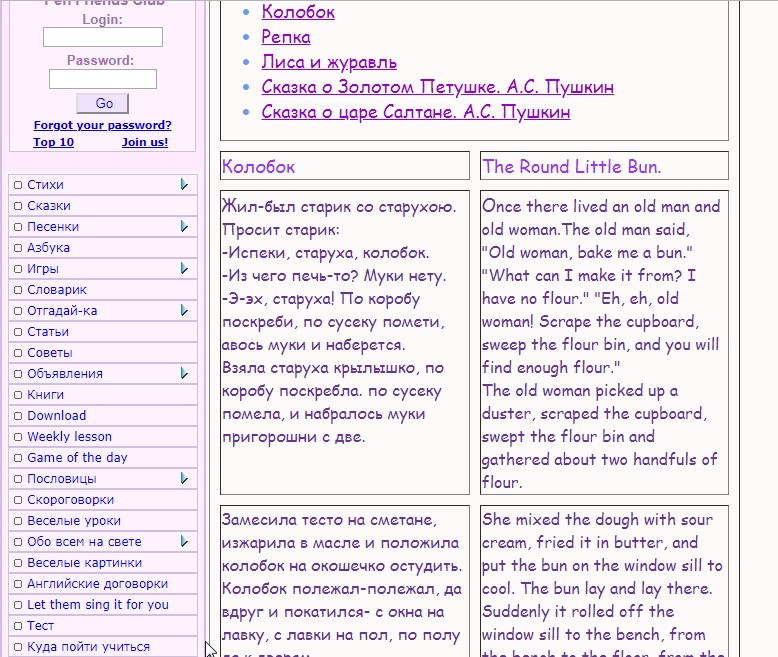 Pen Friends Club
Login:
Password:
Go
Forgot your password?
Top 10 Join us!
Стихи
Сказки
Песенки
Азбука
Игры
Словарик
Отгадай-ка
Статьи
Советы
Объявления
Книги
Download
Weekly lesson
Game of the day
Пословицы
Скороговорки
Веселые уроки
Обо всем на свете
Веселые картинки
Английские договорки
Let them sing it for you
Тест
Куда пойти учиться
Колобок
Репка
Лиса и журавль
Сказка о Золотом Петушке. А.С. Пушкин
Сказка о царе Салтане. А.С. Пушкин
Колобок
Жил-был старик со старухою.
Просит старик:
-Испеки, старуха, колобок.
-Из чего печь-то? Муки нету.
-Э-эх, старуха! По коробу
поскреби, по сусеку помети,
авось муки и наберется.
Взяла старуха крылышко, по
коробу поскребла. по сусеку
помела, и набралось муки
пригорошни с две.
The Round Little Bun.
Once there lived an old man and
old woman.The old man said,
"Old woman, bake me a bun."
"What can I make it from? I
have no flour." "Eh, eh, old
woman! Scrape the cupboard,
sweep the flour bin, and you will
find enough flour."
The old woman picked up a
duster, scraped the cupboard,
swept the flour bin and
gathered about two handfuls of
flour.
Замесила тесто на сметане,
изжарила в масле и положила
колобок на окошечко остудить.
Колобок полежал-полежал, да
вдруг и покатился- с окна на
лавку, с лавки на пол, по полу
да к дверям
She mixed the dough with sour
cream, fried it in butter, and
put the bun on the window sill to
cool. The bun lay and lay there.
Suddenly it rolled off the
window sill to the bench, from
the bench to the floor, from the